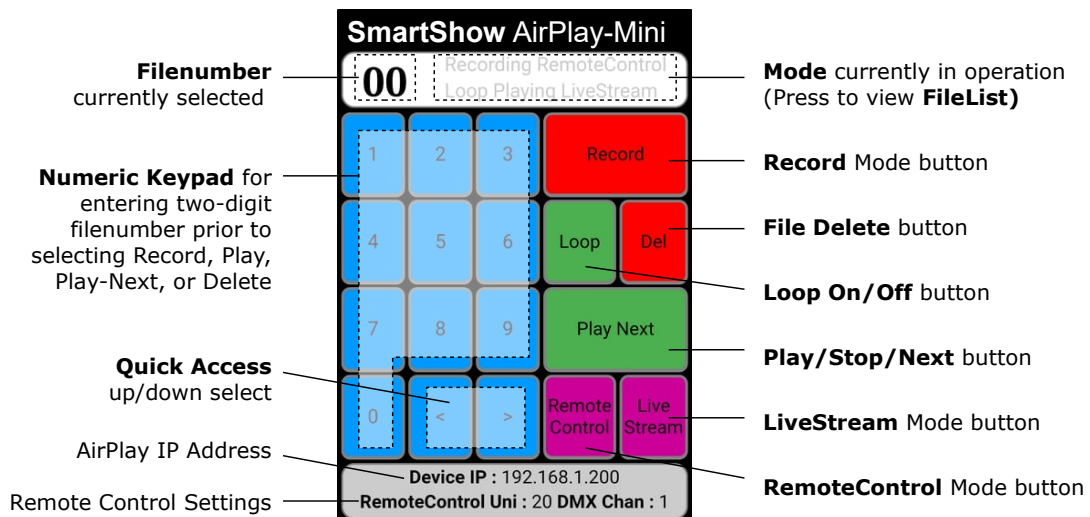 SmartShow AirPlay-Mini
00
Recording RemoteControl
Loop Playing LiveStream
Filenumber
currently selected
Mode currently in operation
(Press to view FileList)
1 2 3 Record
Record Mode button
Numeric Keypad for
entering two-digit
filenumber prior to
selecting Record, Play,
Play-Next, or Delete
4 5 6 Loop Del
File Delete button
Loop On/Off button
7 8 9 Play Next
Play/Stop/Next button
Quick Access
up/down select
0 < > Remote Control Live Stream
LiveStream Mode button
AirPlay IP Address
Device IP : 192.168.1.200
RemoteControl Mode button
Remote Control Settings
RemoteControl Uni : 20 DMX Chan : 1